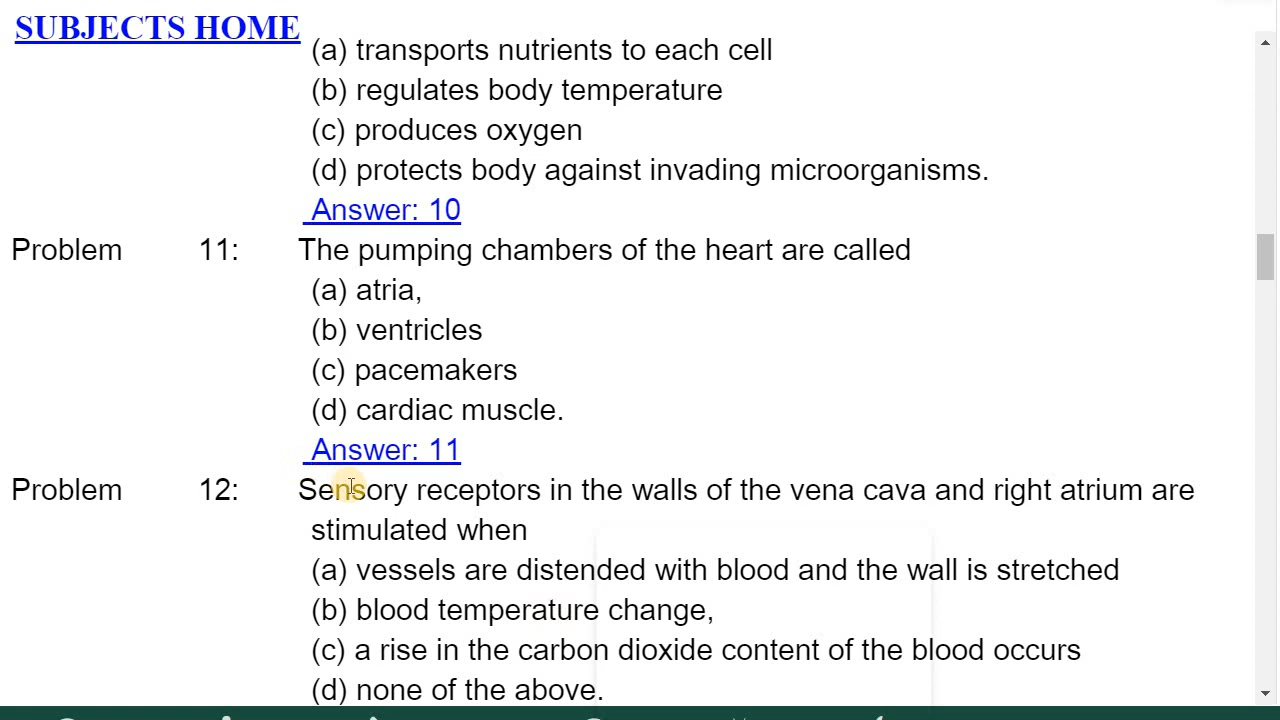 SUBJECTS HOME
(a) transports nutrients to each cell
(b) regulates body temperature
(c) produces oxygen
(d) protects body against invading microorganisms.
Answer: 10
Problem 11: The pumping chambers of the heart are called
(a) atria,
(b) ventricles
(c) pacemakers
(d) cardiac muscle.
Answer: 11
Problem 12: Sensory receptors in the walls of the vena cava and right atrium are
stimulated when
(a) vessels are distended with blood and the wall is stretched
(b) blood temperature change,
(c) a rise in the carbon dioxide content of the blood occurs
(d) none of the above.